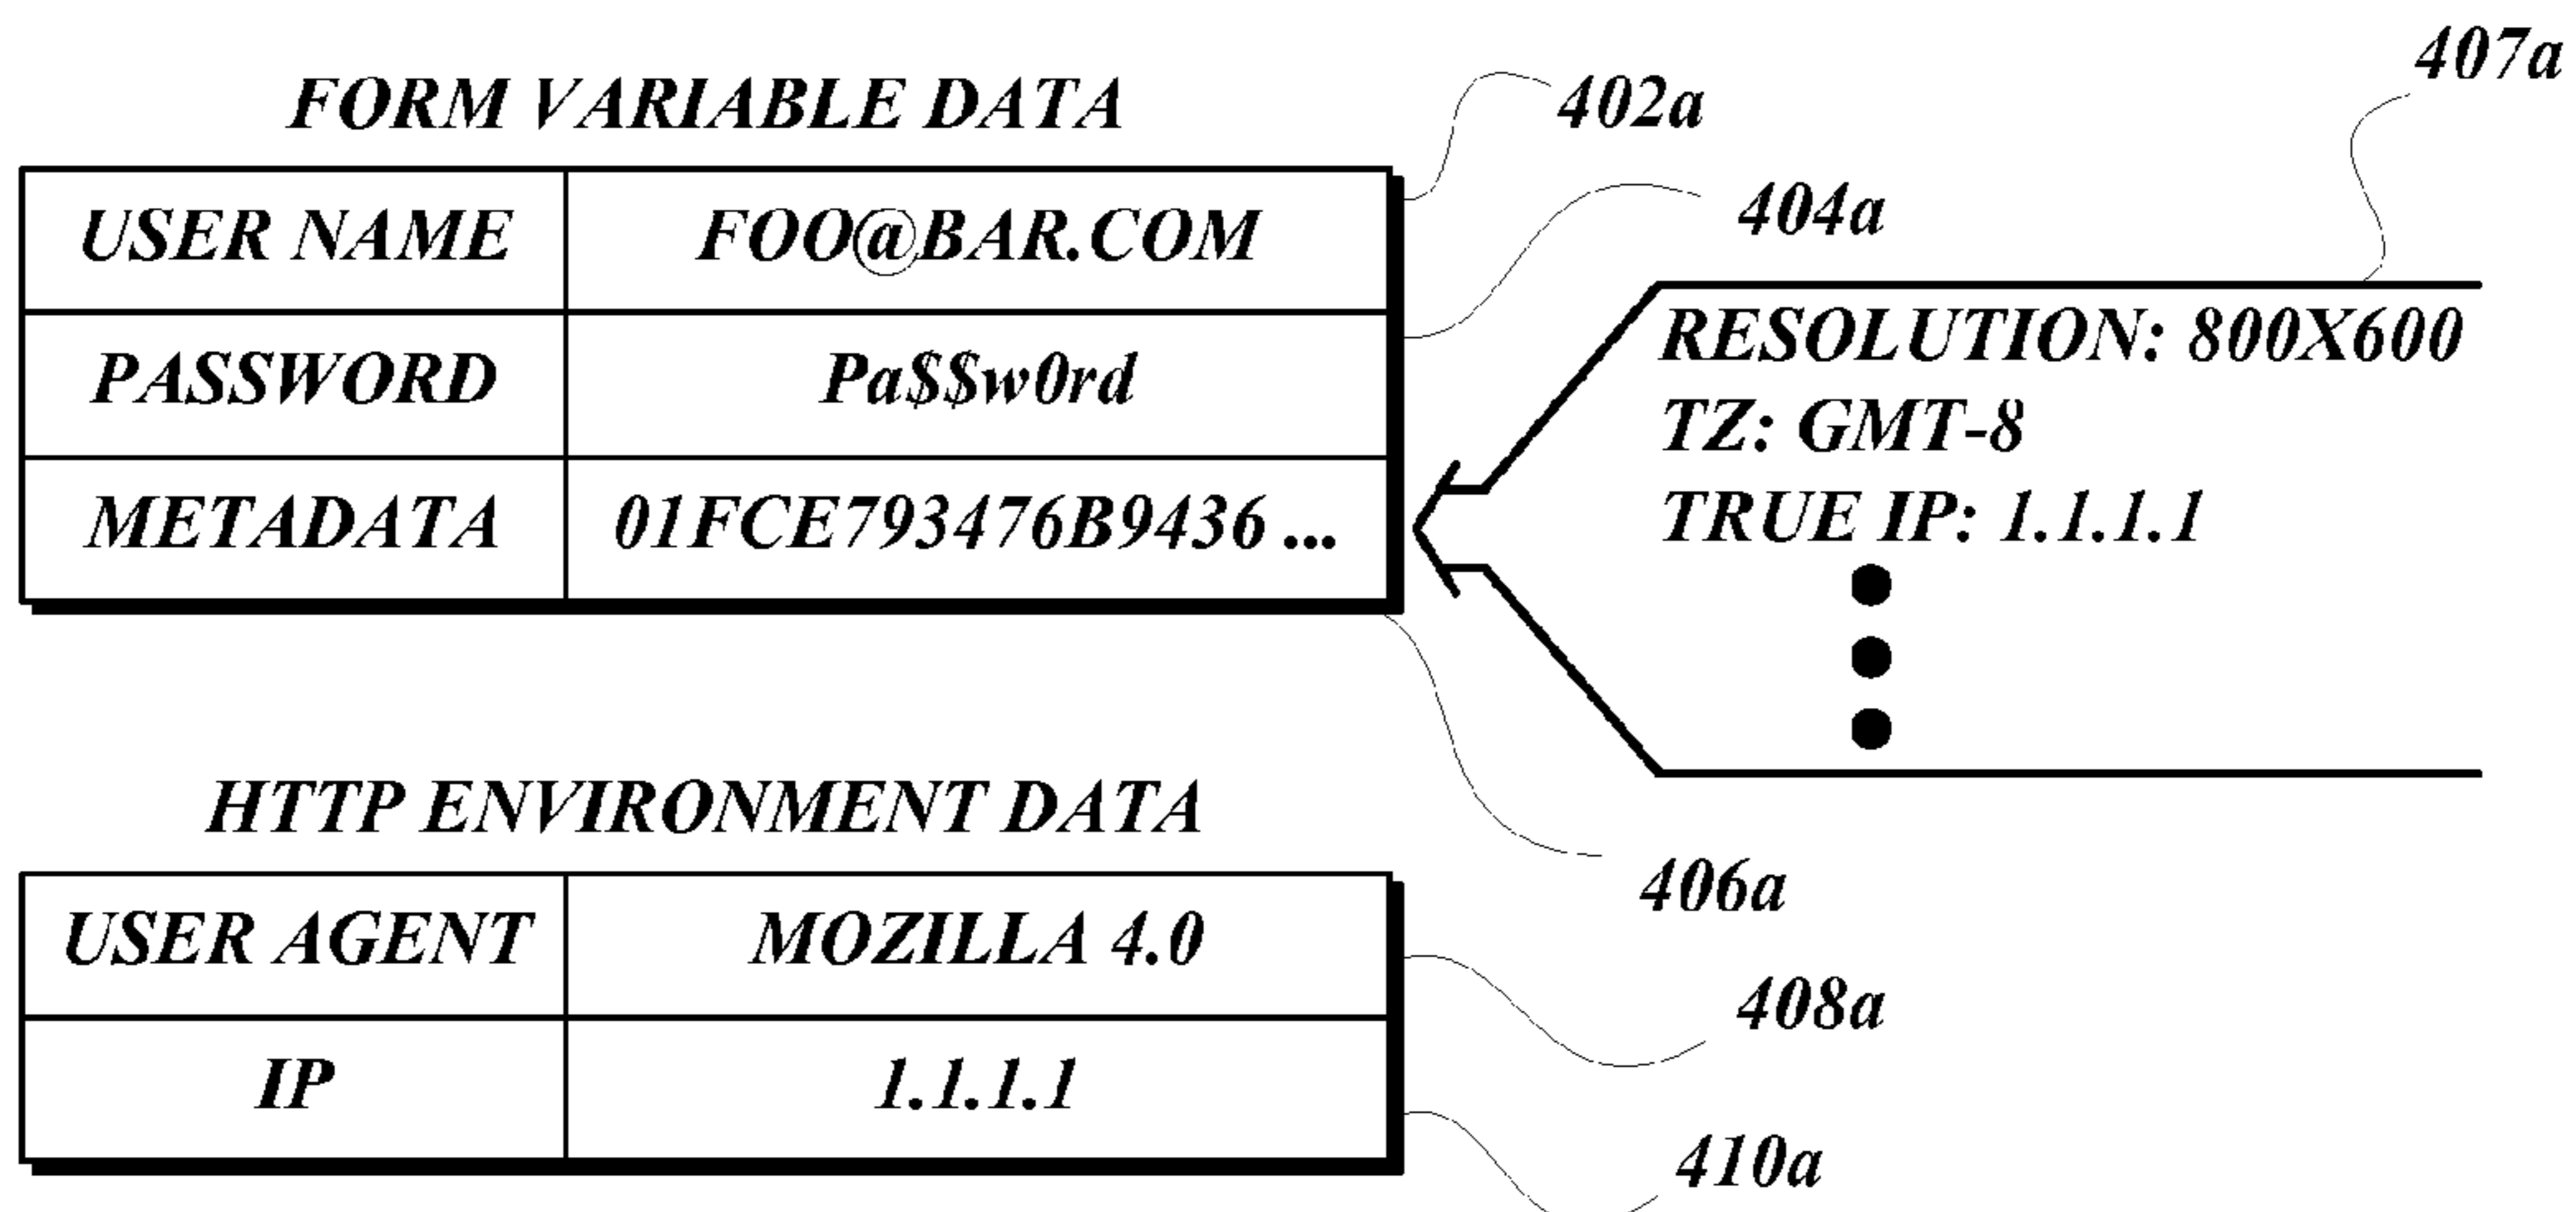 407a
FORM VARIABLE DATA 402a
USER NAME FOO@BAR.COM 404a
PASSWORD Pa$$w0rd
METADATA 01FCE793476B9436 ...
RESOLUTION: 800X600
TZ: GMT-8
TRUE IP: 1.1.1.1
HTTP ENVIRONMENT DATA
406a
USER AGENT MOZILLA 4.0
408a
IP 1.1.1.1
410a